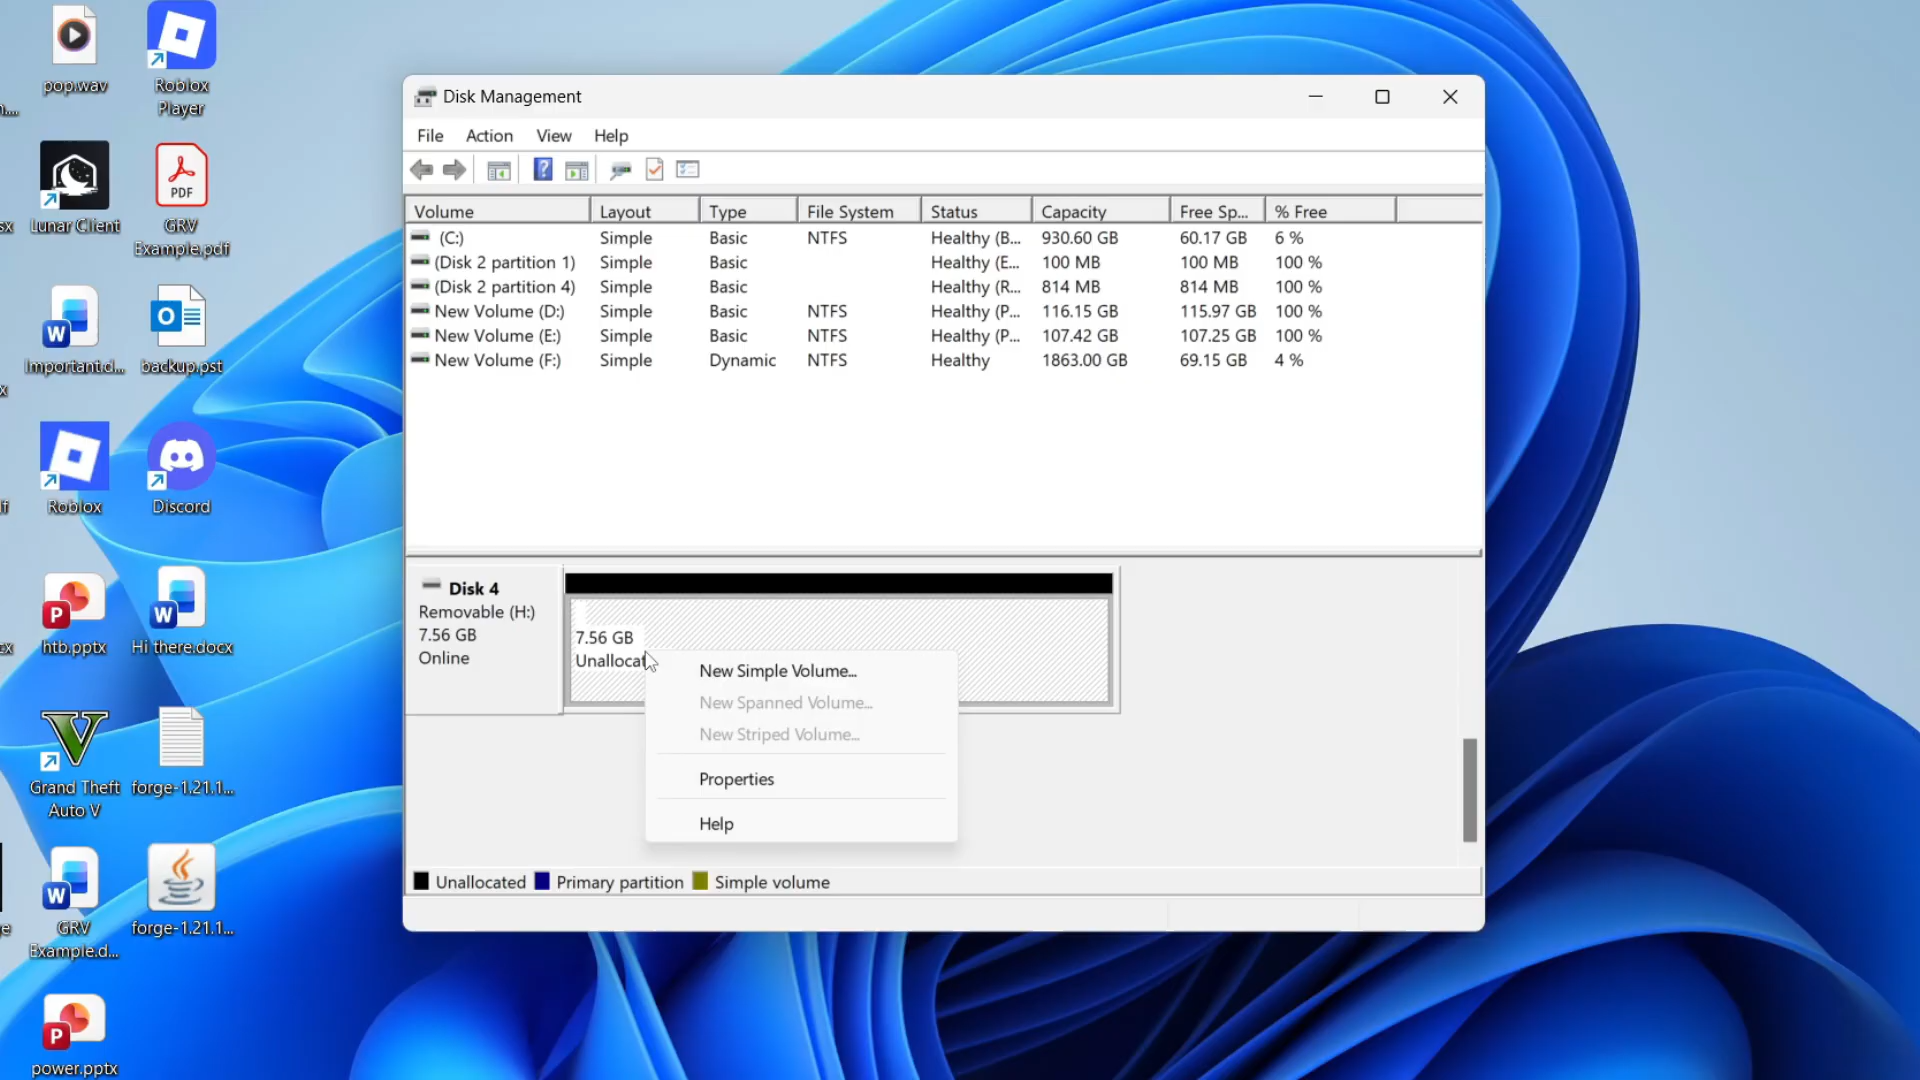 pop.wav
Roblox
Player
Lunar Client
PDF
GRV
Example.pdf
Important.d...
backup.pst
Roblox
Discord
htb.pptx
Hi there.docx
Grand Theft
Auto V
forge-1.21.1...
GRV
Example.d...
forge-1.21.1...
power.pptx
Disk Management
File Action View Help
Volume Layout Type File System Status Capacity Free Sp... % Free
(C:) Simple Basic NTFS Healthy (B... 930.60 GB 60.17 GB 6 %
(Disk 2 partition 1) Simple Basic Healthy (E... 100 MB 100 MB 100 %
(Disk 2 partition 4) Simple Basic Healthy (R... 814 MB 814 MB 100 %
New Volume (D:) Simple Basic NTFS Healthy (P... 116.15 GB 115.97 GB 100 %
New Volume (E:) Simple Basic NTFS Healthy (P... 107.42 GB 107.25 GB 100 %
New Volume (F:) Simple Dynamic NTFS Healthy 1863.00 GB 69.15 GB 4 %
Disk 4
Removable (H:)
7.56 GB
Online
7.56 GB
Unallocat
New Simple Volume...
New Spanned Volume...
New Striped Volume...
Properties
Help
Unallocated Primary partition Simple volume